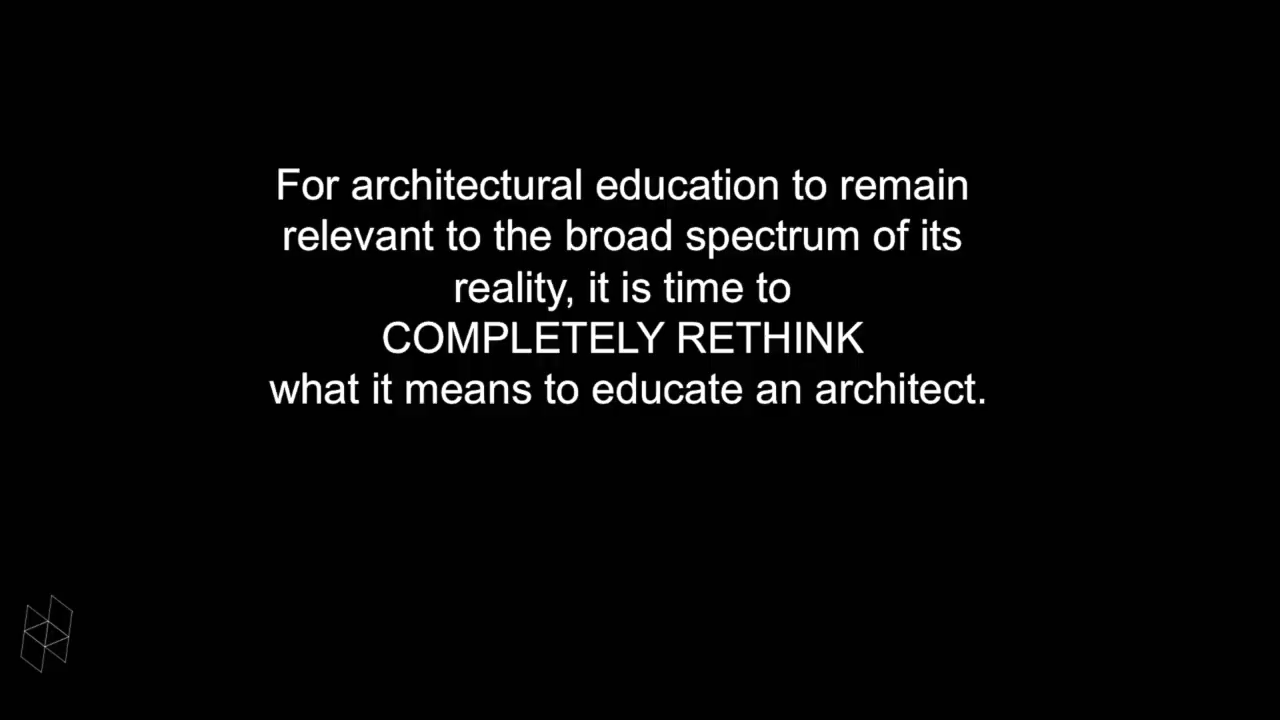 For architectural education to remain
relevant to the broad spectrum of its
reality, it is time to
COMPLETELY RETHINK
what it means to educate an architect.